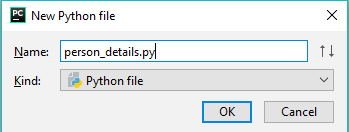 PC New Python file
Name: person_details.py
Kind: Python file
OK Cancel